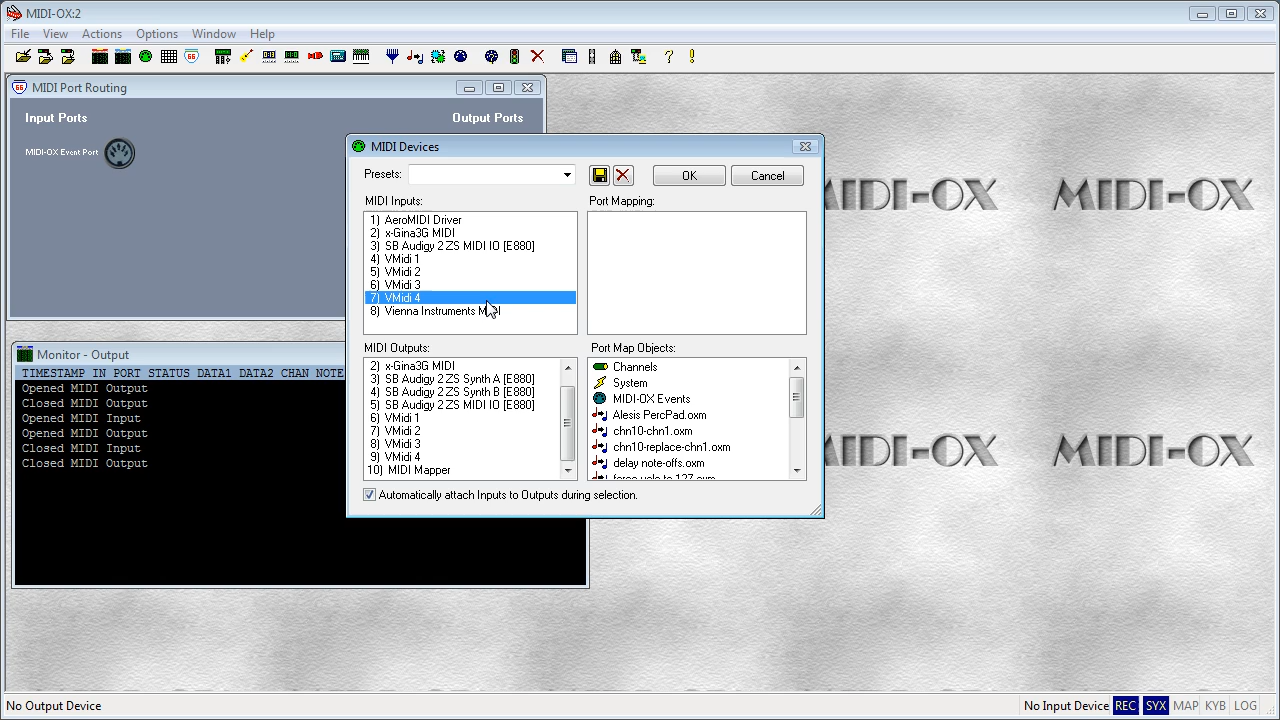 MIDI-OX:2
File View Actions Options Window Help
MIDI Port Routing
Input Ports
Output Ports
MIDI-OX Event Port
MIDI Devices
Presets:
OK
Cancel
MIDI Inputs:
1) AeroMIDI Driver
2) x-Gina3G MIDI
3) SB Audigy 2 ZS MIDI IO [E880]
4) VMidi 1
5) VMidi 2
6) VMidi 3
7) VMidi 4
8) Vienna Instruments
Port Mapping:
MIDI Outputs:
2) x-Gina3G MIDI
3) SB Audigy 2 ZS Synth A [E880]
4) SB Audigy 2 ZS Synth B [E880]
5) SB Audigy 2 ZS MIDI IO [E880]
6) VMidi 1
7) VMidi 2
8) VMidi 3
9) VMidi 4
10) MIDI Mapper
Port Map Objects:
Channels
System
MIDI-OX Events
Alesis PercPad.oxm
chn10-chn1.oxm
chn10-replace-chn1.oxm
delay note-offs.oxm
Automatically attach Inputs to Outputs during selection.
Monitor - Output
TIMESTAMP IN PORT STATUS DATA1 DATA2 CHAN NOTE
Opened MIDI Output
Closed MIDI Output
Opened MIDI Input
Opened MIDI Output
Closed MIDI Input
Closed MIDI Output
MIDI-OX
MIDI-OX
MIDI-OX
MIDI-OX
No Output Device
No Input Device REC SYX MAP KYB LOG